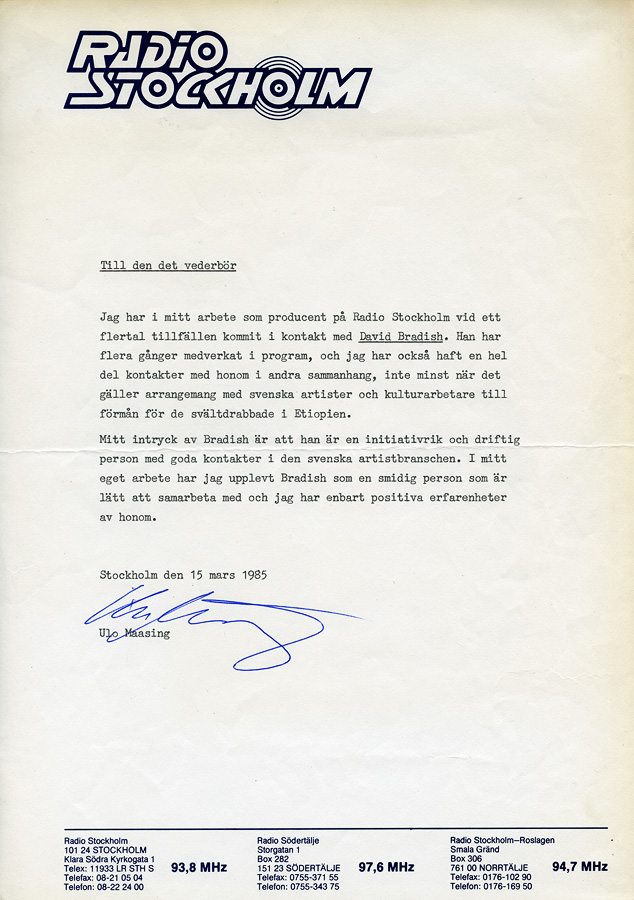 RADIO
STOCKHOLM
Till den det vederbör
Jag har i mitt arbete som producent på Radio Stockholm vid ett
flertal tillfällen kommit i kontakt med David Bradish. Han har
flera gånger medverkat i program, och jag har också haft en hel
del kontakter med honom i andra sammanhang, inte minst när det
gäller arrangemang med svenska artister och kulturarbetare till
förmån för de svältdrabbade i Etiopien.
Mitt intryck av Bradish är att han är en initiativrik och driftig
person med goda kontakter i den svenska artistbranschen. I mitt
eget arbete har jag upplevt Bradish som en smidig person som är
lätt att samarbeta med och jag har enbart positiva erfarenheter
av honom.
Stockholm den 15 mars 1985
Ulo Maasing
Radio Stockholm
101 24 STOCKHOLM
Klara Södra Kyrkogata 1
Telex: 11933 LR STH S
Telefax: 08-21 05 04
Telefon: 08-22 24 00
93,8 MHz
Radio Södertälje
Storgatan 1
Box 282
151 23 SÖDERTÄLJE
Telefax: 0755-371 55
Telefon: 0755-343 75
97,6 MHz
Radio Stockholm–Roslagen
Smala Gränd
Box 306
761 00 NORRTÄLJE
Telefax: 0176-102 90
Telefon: 0176-169 50
94,7 MHz